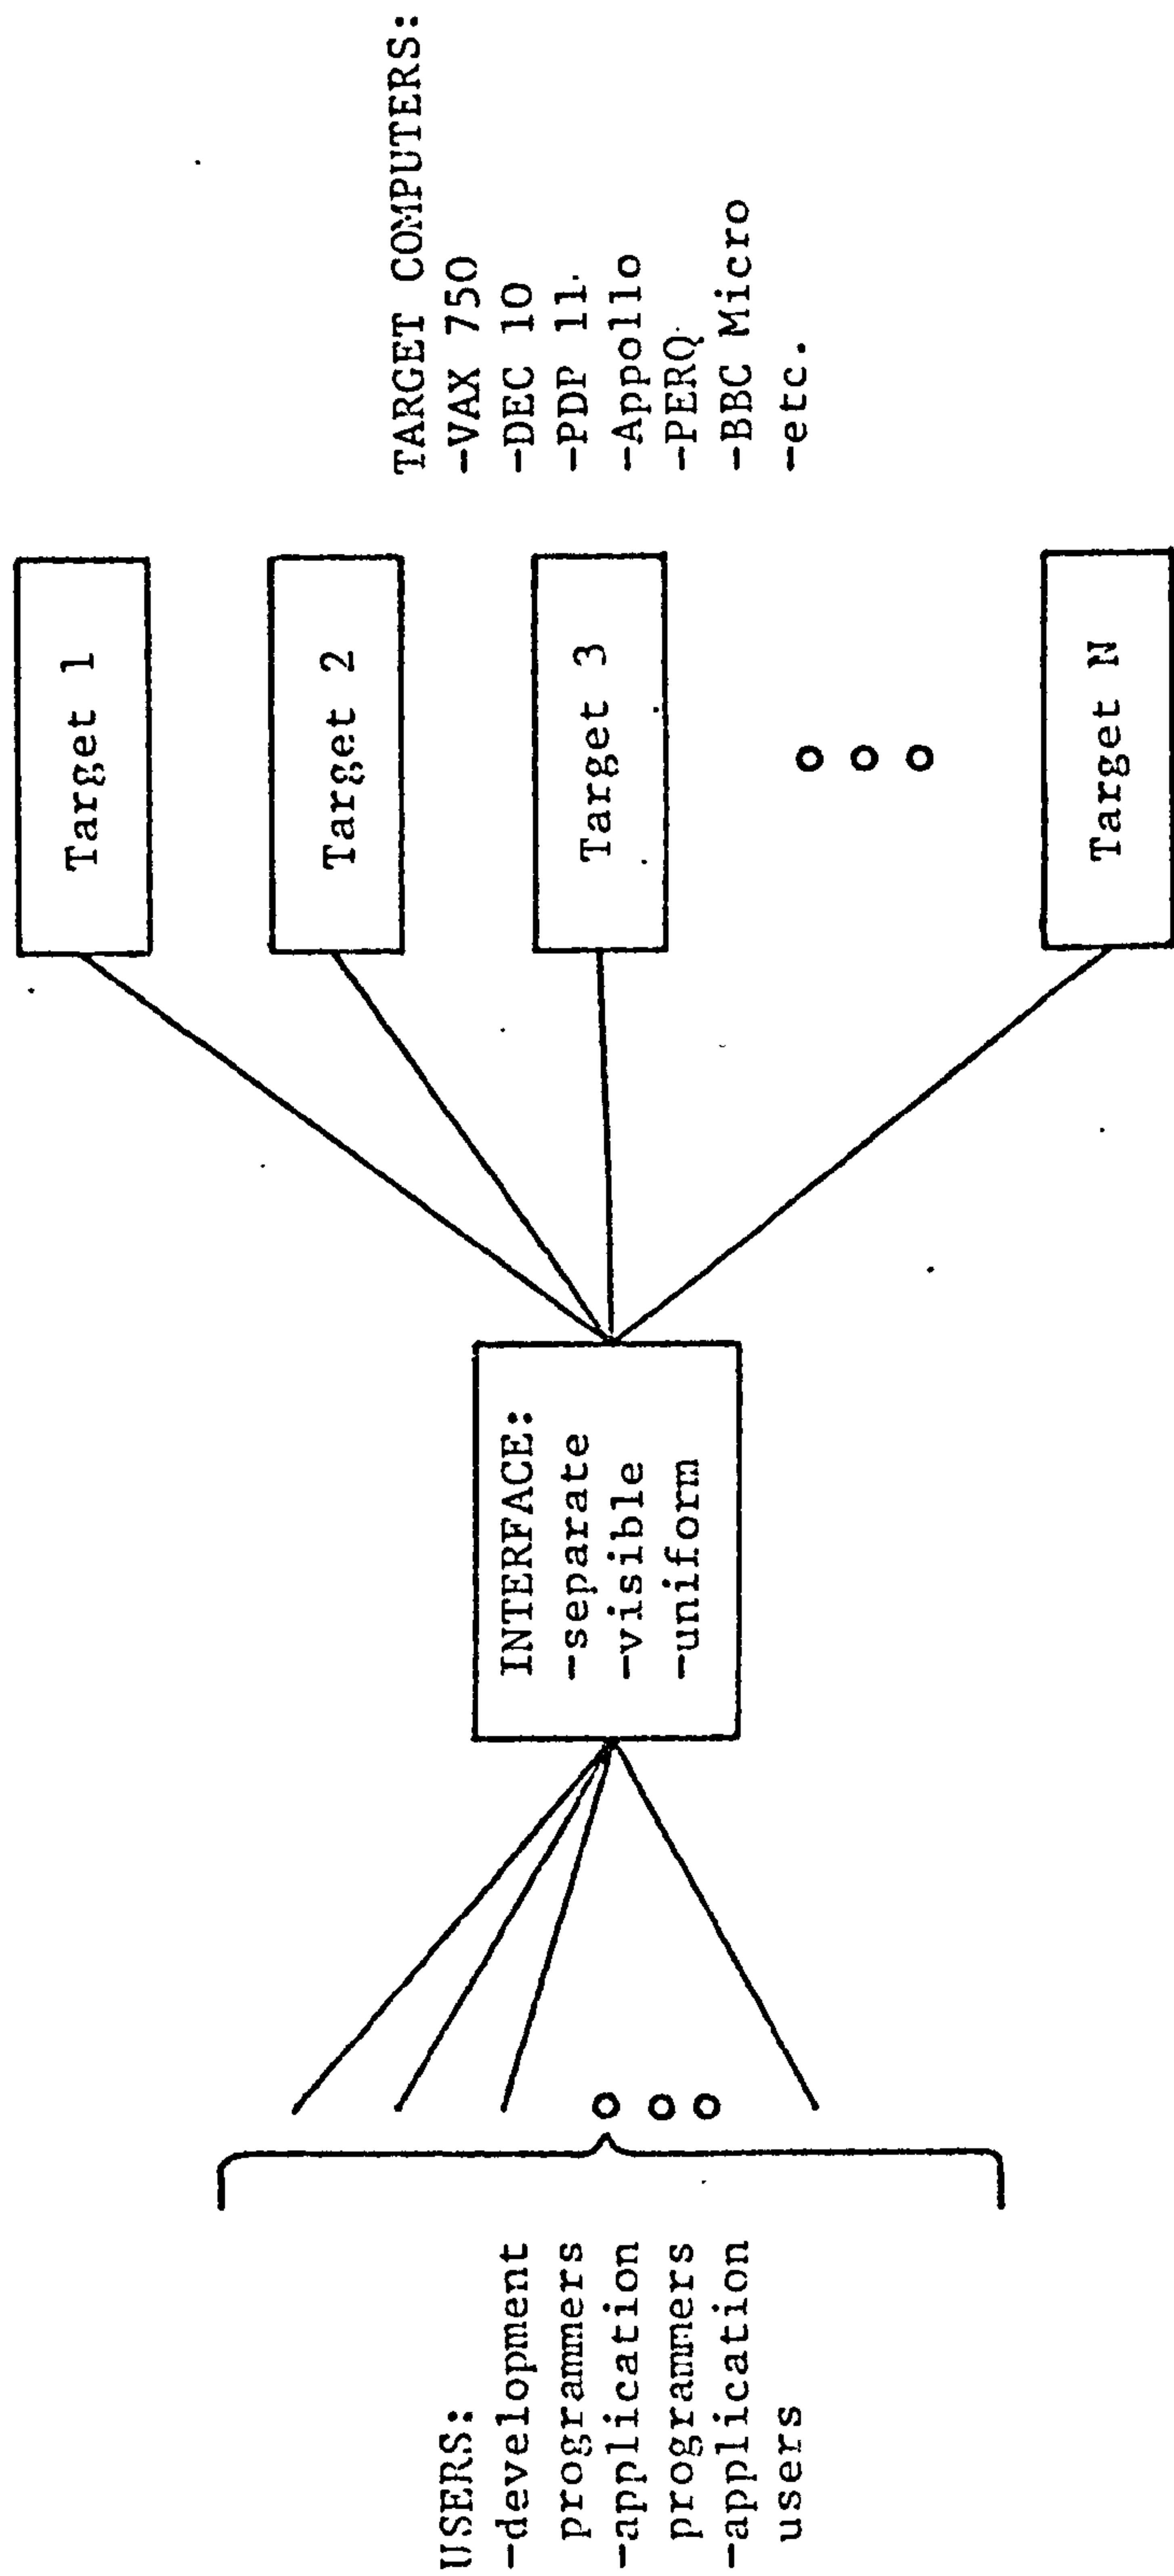 USERS:
-development
programmers
-application
programmers
-application
users
INTERFACE:
-separate
-visible
-uniform
Target 1
Target 2
Target 3
Target N
TARGET COMPUTERS:
-VAX 750
-DEC 10
-PDP 11
-Appollo
-PERQ
-BBC Micro
-etc.